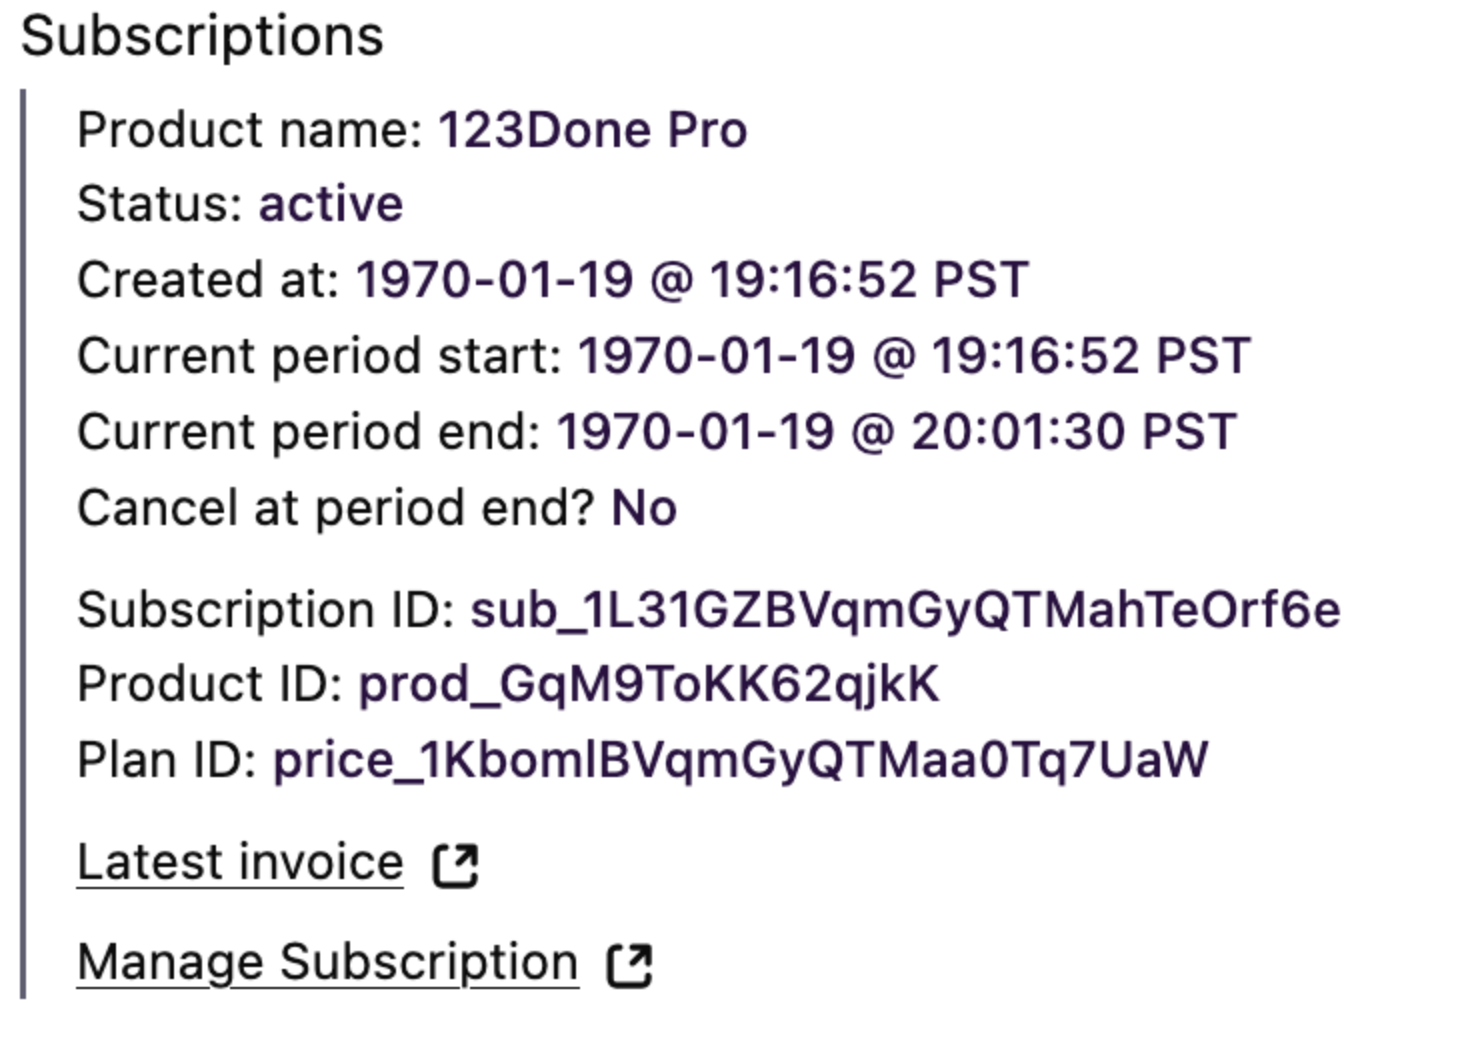 Subscriptions
Product name: 123Done Pro
Status: active
Created at: 1970-01-19 @ 19:16:52 PST
Current period start: 1970-01-19 @ 19:16:52 PST
Current period end: 1970-01-19 @ 20:01:30 PST
Cancel at period end? No
Subscription ID: sub_1L31GZBVqmGyQTMahTeOrf6e
Product ID: prod_GqM9ToKK62qjkK
Plan ID: price_1KbomlBVqmGyQTMaa0Tq7UaW
Latest invoice
Manage Subscription